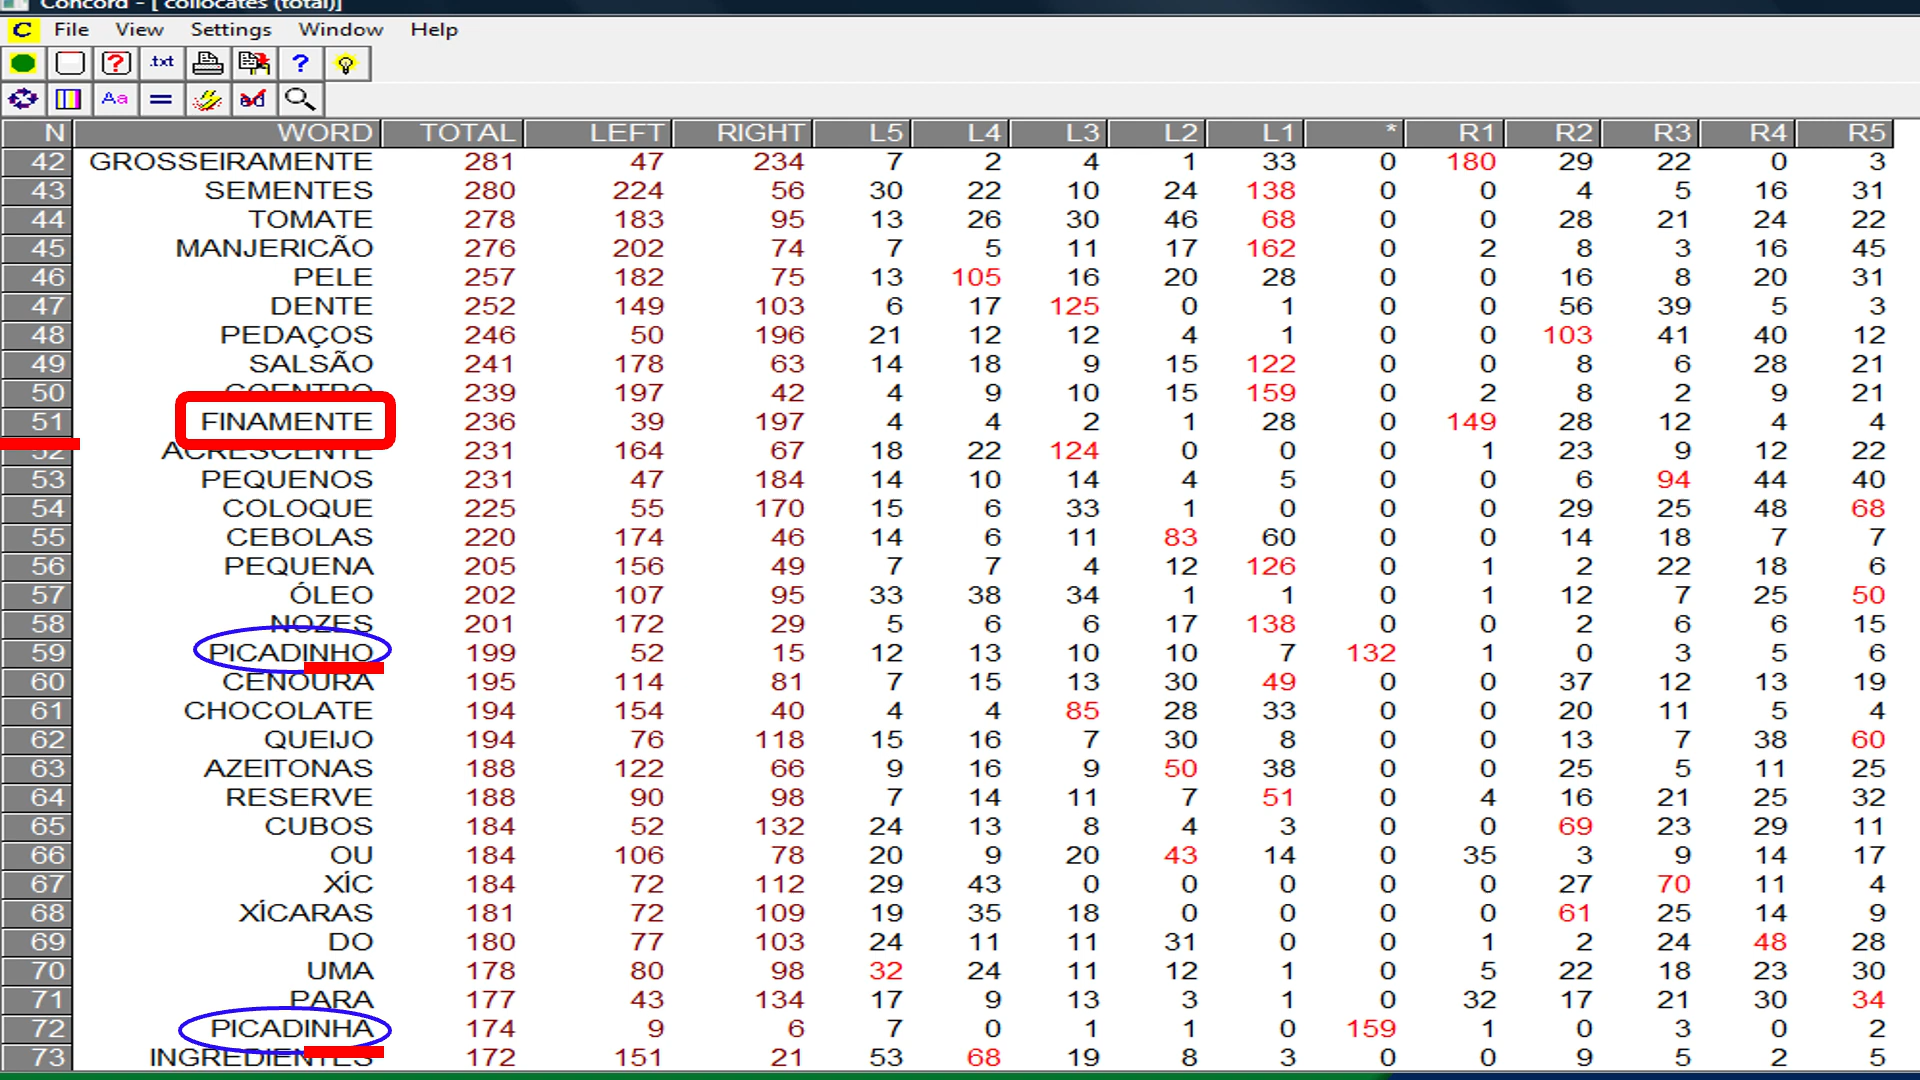 Concord - [ collocates (total)]
C File View Settings Window Help
? .txt ?
Aa ad
N WORD TOTAL LEFT RIGHT L5 L4 L3 L2 L1 * R1 R2 R3 R4 R5
42 GROSSEIRAMENTE 281 47 234 7 2 4 1 33 0 180 29 22 0 3
43 SEMENTES 280 224 56 30 22 10 24 138 0 0 4 5 16 31
44 TOMATE 278 183 95 13 26 30 46 68 0 0 28 21 24 22
45 MANJERICÃO 276 202 74 7 5 11 17 162 0 2 8 3 16 45
46 PELE 257 182 75 13 105 16 20 28 0 0 16 8 20 31
47 DENTE 252 149 103 6 17 125 0 1 0 0 56 39 5 3
48 PEDAÇOS 246 50 196 21 12 12 4 1 0 0 103 41 40 12
49 SALSÃO 241 178 63 14 18 9 15 122 0 0 8 6 28 21
50 COENTRO 239 197 42 4 9 10 15 159 0 2 8 2 9 21
51 FINAMENTE 236 39 197 4 4 2 1 28 0 149 28 12 4 4
52 ACRESCENTE 231 164 67 18 22 124 0 0 0 1 23 9 12 22
53 PEQUENOS 231 47 184 14 10 14 4 5 0 0 6 94 44 40
54 COLOQUE 225 55 170 15 6 33 1 0 0 0 29 25 48 68
55 CEBOLAS 220 174 46 14 6 11 83 60 0 0 14 18 7 7
56 PEQUENA 205 156 49 7 7 4 12 126 0 1 2 22 18 6
57 ÓLEO 202 107 95 33 38 34 1 1 0 1 12 7 25 50
58 NOZES 201 172 29 5 6 6 17 138 0 0 2 6 6 15
59 PICADINHO 199 52 15 12 13 10 10 7 132 1 0 3 5 6
60 CENOURA 195 114 81 7 15 13 30 49 0 0 37 12 13 19
61 CHOCOLATE 194 154 40 4 4 85 28 33 0 0 20 11 5 4
62 QUEIJO 194 76 118 15 16 7 30 8 0 0 13 7 38 60
63 AZEITONAS 188 122 66 9 16 9 50 38 0 0 25 5 11 25
64 RESERVE 188 90 98 7 14 11 7 51 0 4 16 21 25 32
65 CUBOS 184 52 132 24 13 8 4 3 0 0 69 23 29 11
66 OU 184 106 78 20 9 20 43 14 0 35 3 9 14 17
67 XÍC 184 72 112 29 43 0 0 0 0 0 27 70 11 4
68 XÍCARAS 181 72 109 19 35 18 0 0 0 0 61 25 14 9
69 DO 180 77 103 24 11 11 31 0 0 1 2 24 48 28
70 UMA 178 80 98 32 24 11 12 1 0 5 22 18 23 30
71 PARA 177 43 134 17 9 13 3 1 0 32 17 21 30 34
72 PICADINHA 174 9 6 7 0 1 1 0 159 1 0 3 0 2
73 INGREDIENTES 172 151 21 53 68 19 8 3 0 0 9 5 2 5